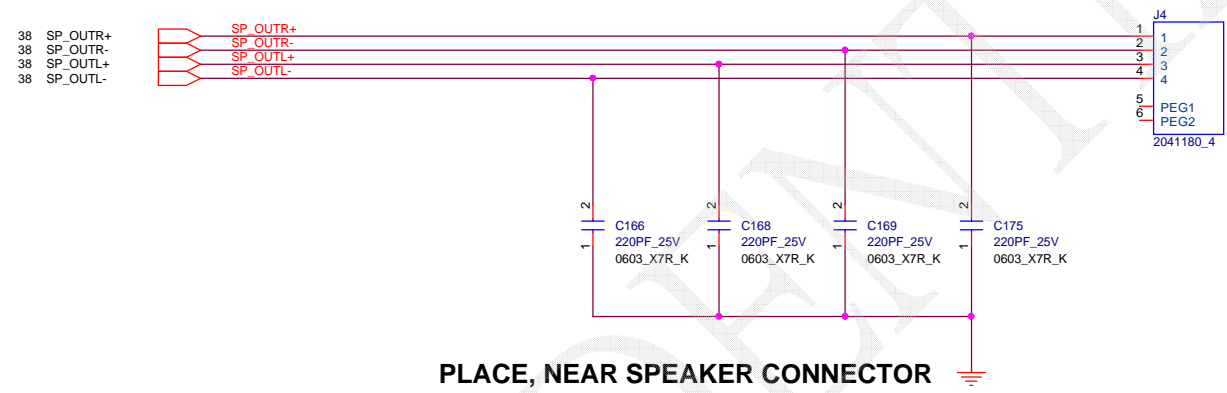 J4
38 SP_OUTR+ SP_OUTR+ 1 1
38 SP_OUTR- SP_OUTR- 2 2
38 SP_OUTL+ SP_OUTL+ 3 3
38 SP_OUTL- SP_OUTL- 4 4
5 PEG1
6 PEG2
2041180_4
2 2 2 2
C166 C168 C169 C175
220PF_25V 220PF_25V 220PF_25V 220PF_25V
1 1 1 1
0603_X7R_K 0603_X7R_K 0603_X7R_K 0603_X7R_K
PLACE, NEAR SPEAKER CONNECTOR